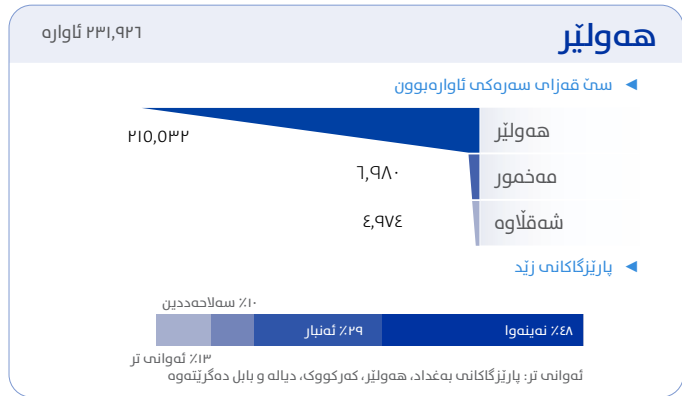 هەولێر
٢٣١,٩٢٦ ئاوارە
سێ قەزای سەرەکی ئاوارەبوون
هەولێر
٢١٥,٥٣٢
مەخمور
٦,٩٨٠
شەقڵاوە
٤,٩٧٤
پارێزگاکانی زێد
٪١٠ سەلاحەددین
٪٤٨ نەینەوا
٪٢٩ ئەنبار
٪١٣ ئەوانی تر
ئەوانی تر: پارێزگاکانی بەغداد، هەولێر، کەرکووک، دیالە و بابل دەگرێتەوە